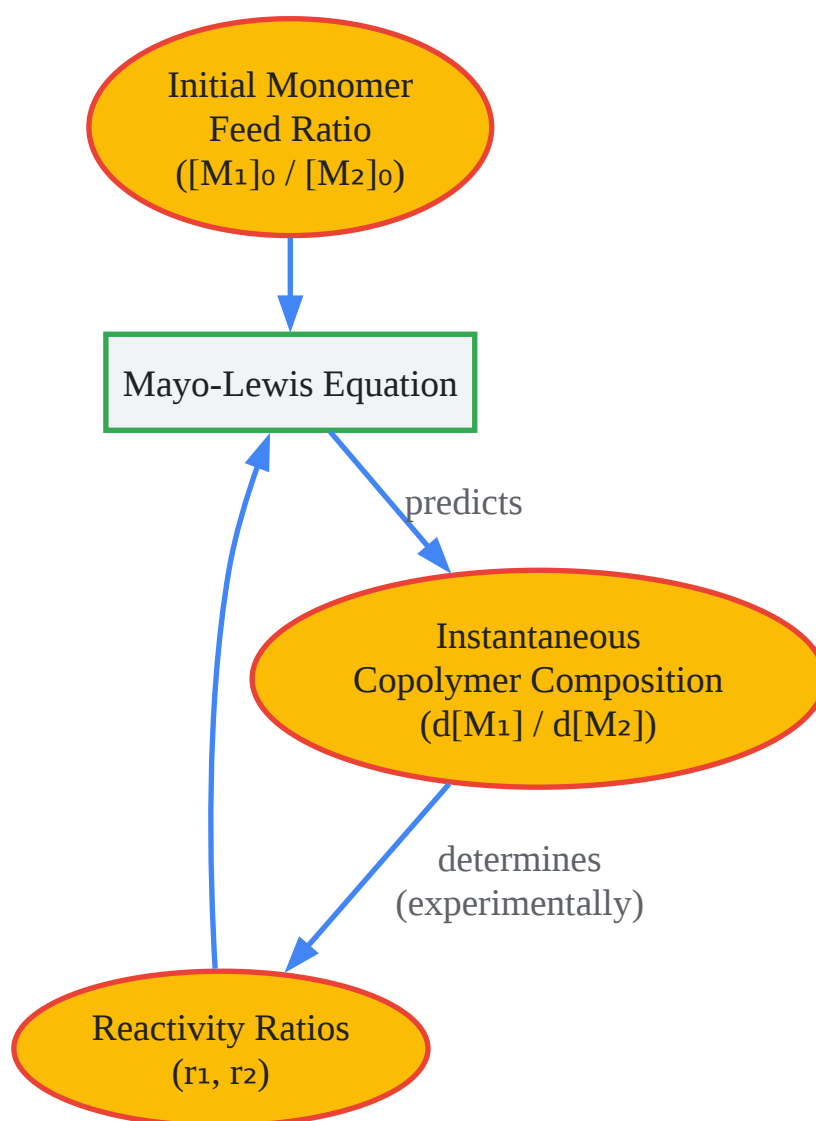 Initial Monomer
Feed Ratio
([M₁]₀ / [M₂]₀)
Mayo-Lewis Equation
predicts
Instantaneous
Copolymer Composition
(d[M₁] / d[M₂])
determines
(experimentally)
Reactivity Ratios
(r₁, r₂)